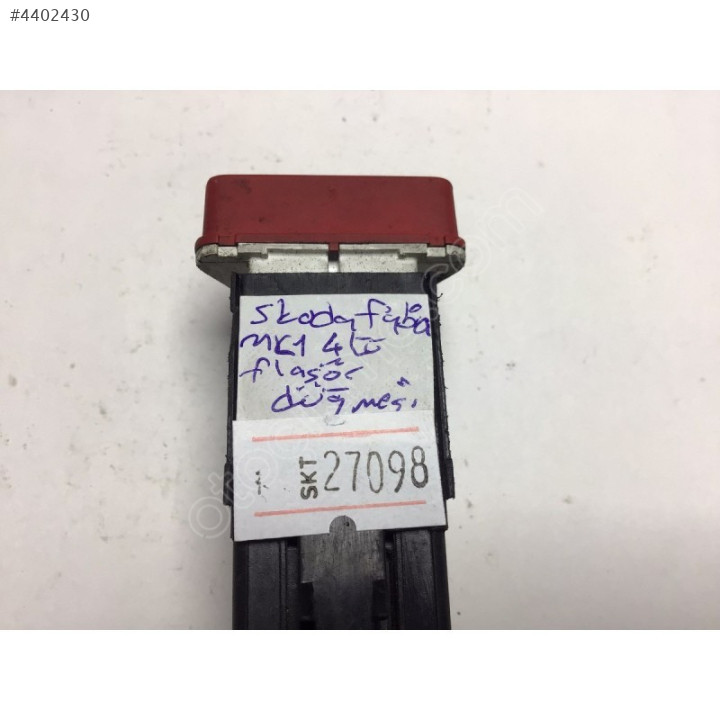 #4402430
skoda fabia
MK1 4lü
flaşör
düğmesi
SKT 27098